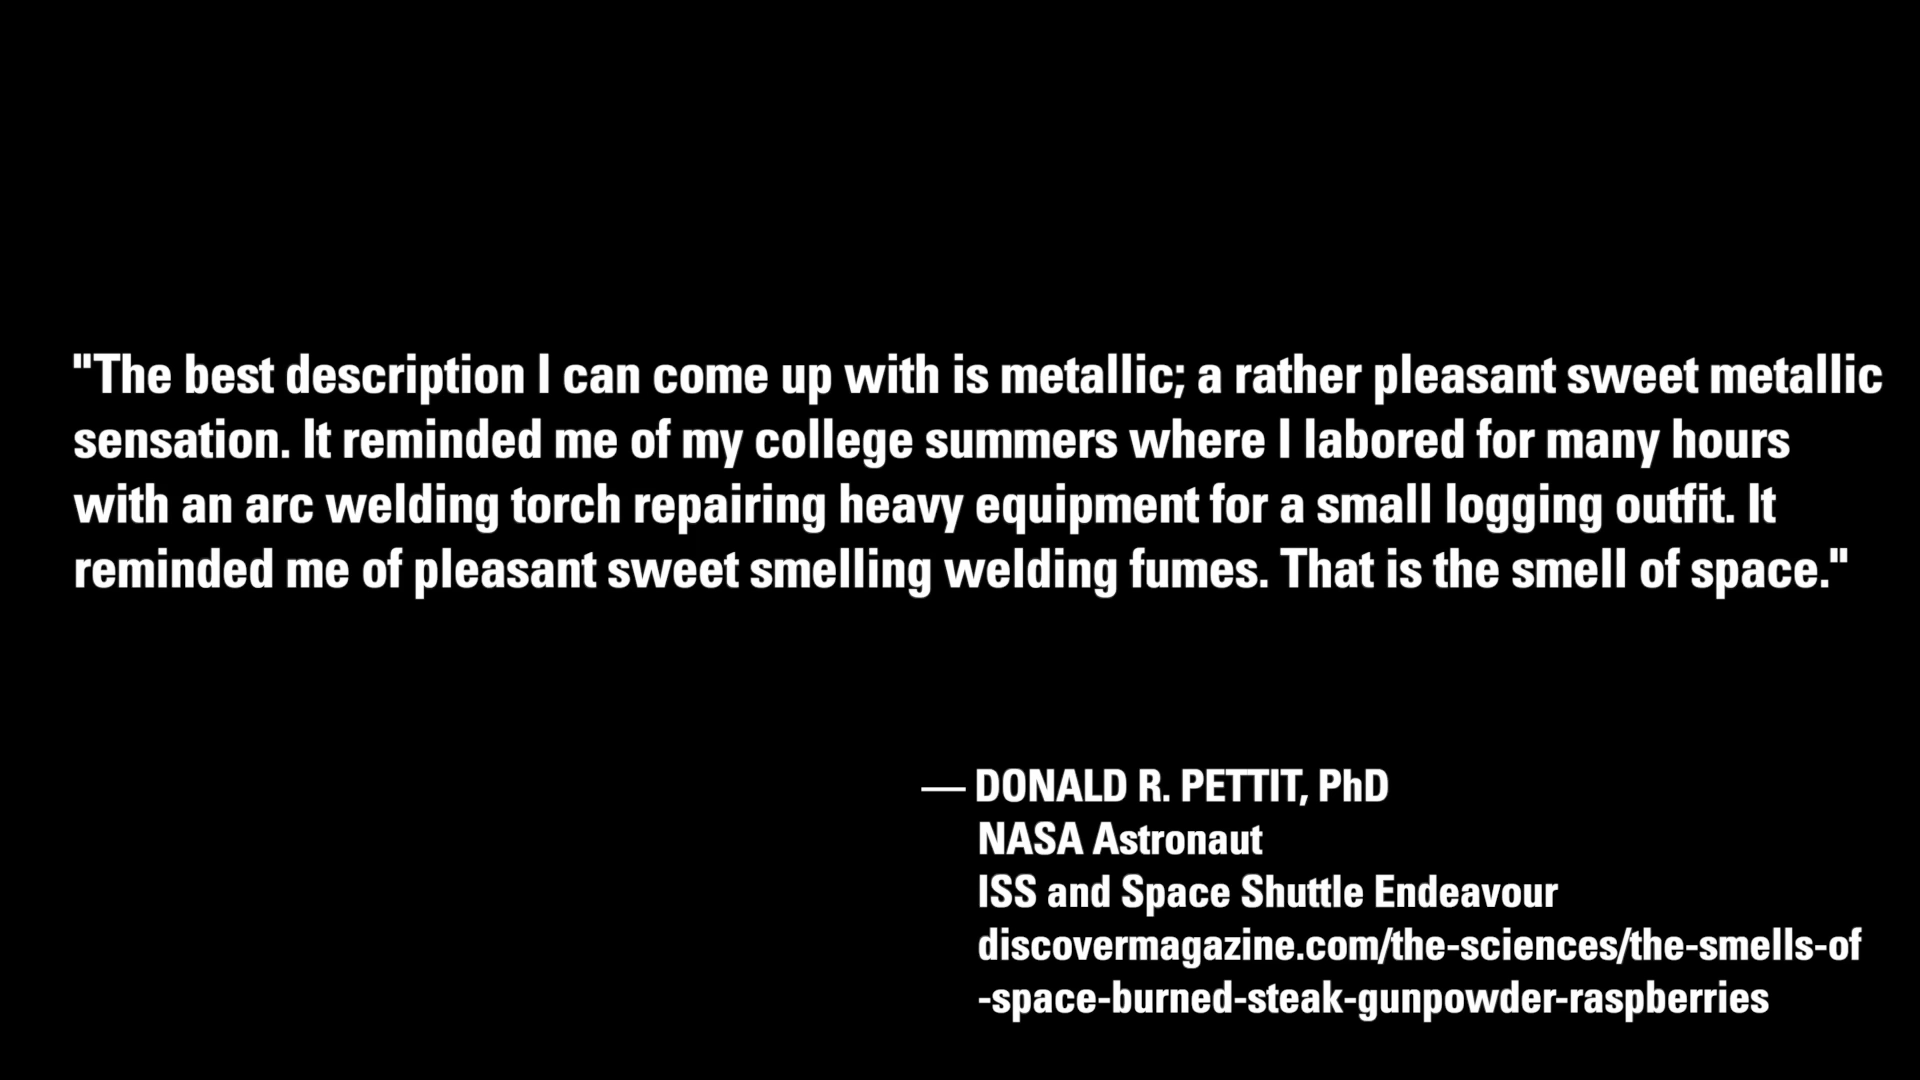 "The best description I can come up with is metallic; a rather pleasant sweet metallic
sensation. It reminded me of my college summers where I labored for many hours
with an arc welding torch repairing heavy equipment for a small logging outfit. It
reminded me of pleasant sweet smelling welding fumes. That is the smell of space."
— DONALD R. PETTIT, PhD
NASA Astronaut
ISS and Space Shuttle Endeavour
discovermagazine.com/the-sciences/the-smells-of
-space-burned-steak-gunpowder-raspberries